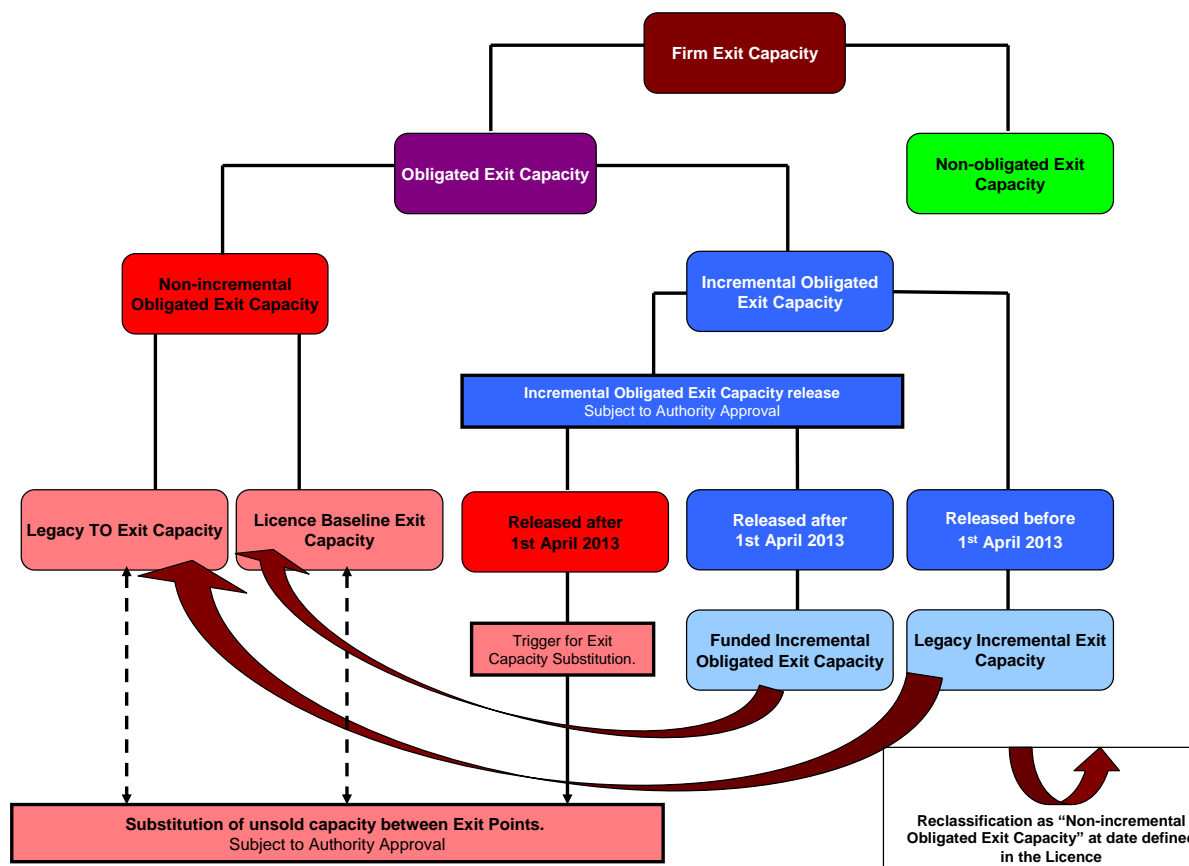 Firm Exit Capacity
Obligated Exit Capacity
Non-obligated Exit
Capacity
Non-incremental
Obligated Exit Capacity
Incremental Obligated
Exit Capacity
Incremental Obligated Exit Capacity release
Subject to Authority Approval
Legacy TO Exit Capacity
Licence Baseline Exit
Capacity
Released after
1st April 2013
Released after
1st April 2013
Released before
1st April 2013
Trigger for Exit
Capacity Substitution.
Funded Incremental
Obligated Exit Capacity
Legacy Incremental Exit
Capacity
Substitution of unsold capacity between Exit Points.
Subject to Authority Approval
Reclassification as “Non-incremental
Obligated Exit Capacity” at date defined
in the Licence